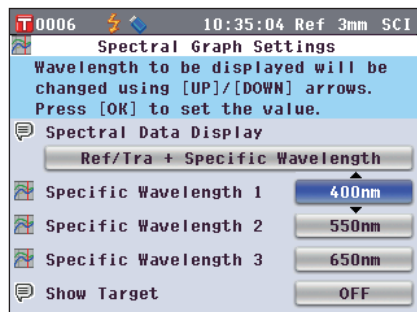 T0006 10:35:04 Ref 3mm SCI
Spectral Graph Settings
Wavelength to be displayed will be
changed using [UP]/[DOWN] arrows.
Press [OK] to set the value.
Spectral Data Display
Ref/Tra + Specific Wavelength
Specific Wavelength 1 400nm
Specific Wavelength 2 550nm
Specific Wavelength 3 650nm
Show Target OFF